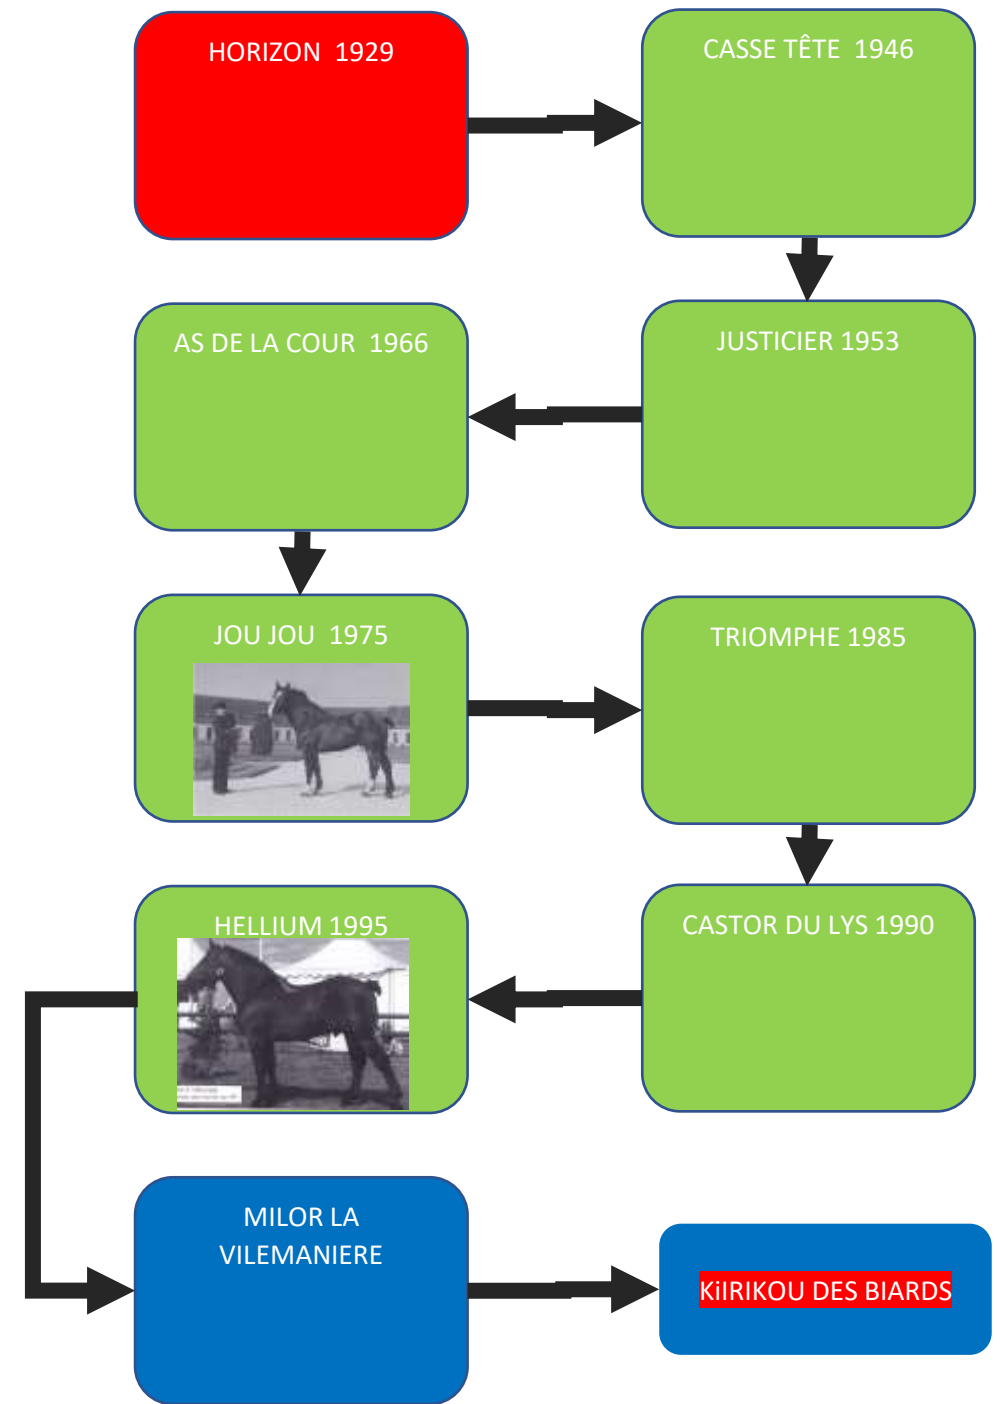 HORIZON 1929
CASSE TÊTE 1946
JUSTICIER 1953
AS DE LA COUR 1966
JOU JOU 1975
TRIOMPHE 1985
CASTOR DU LYS 1990
HELLIUM 1995
MILOR LA
VILEMANIERE
KiIRIKOU DES BIARDS